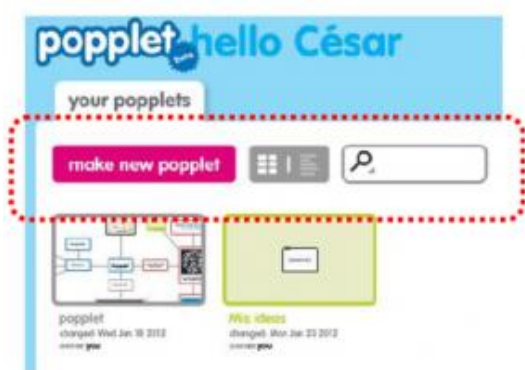 popplet hello César
your popplets
make new popplet
popplet
changed: Wed Jan 18 2012
owner: you
Mis ideas
changed: Mon Jan 23 2012
owner: you